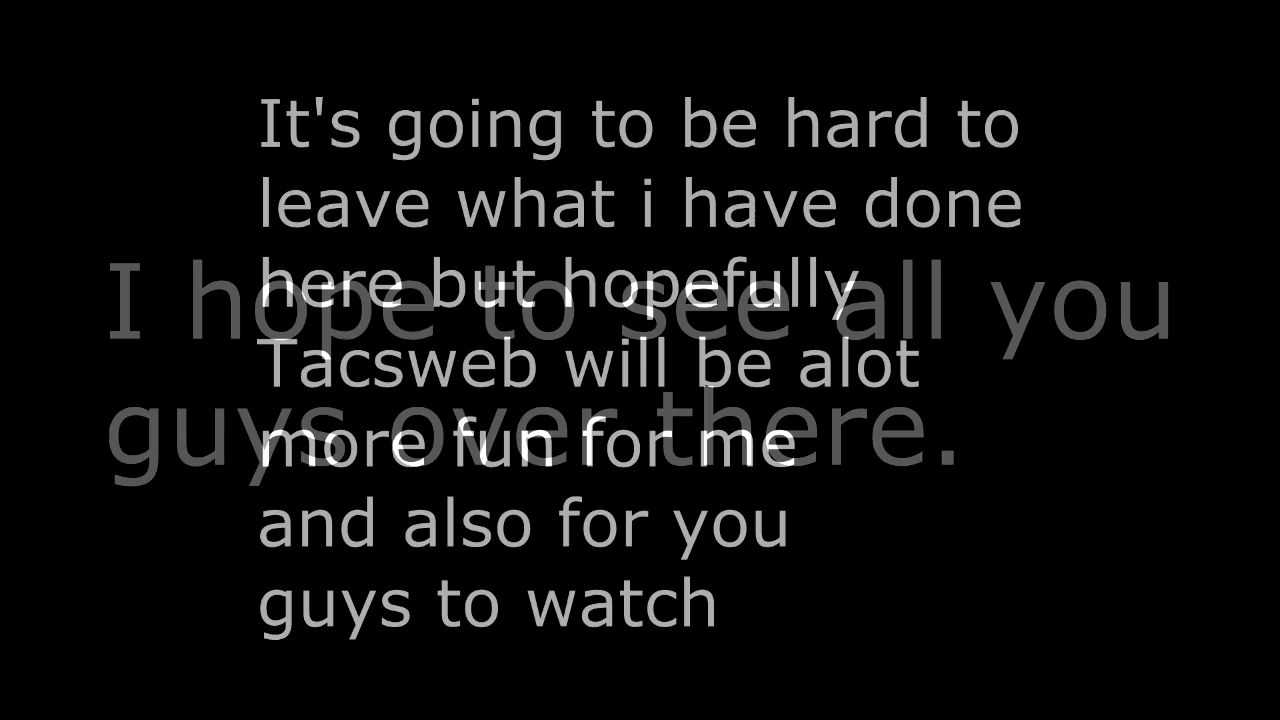 It's going to be hard to
leave what i have done
here but hopefully
Tacsweb will be alot
more fun for me
and also for you
guys to watch
I hope to see all you
guys over there.